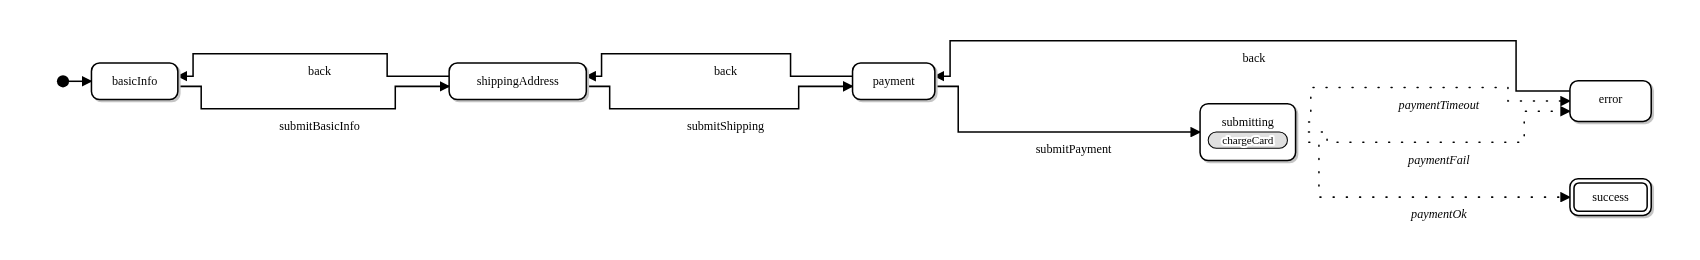 basicInfo
back
submitBasicInfo
shippingAddress
back
submitShipping
payment
back
submitPayment
submitting
chargeCard
paymentTimeout
paymentFail
paymentOk
error
success